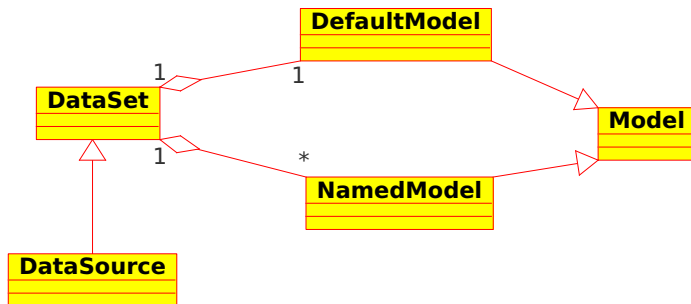 DefaultModel
1
1
DataSet
Model
1
*
NamedModel
DataSource